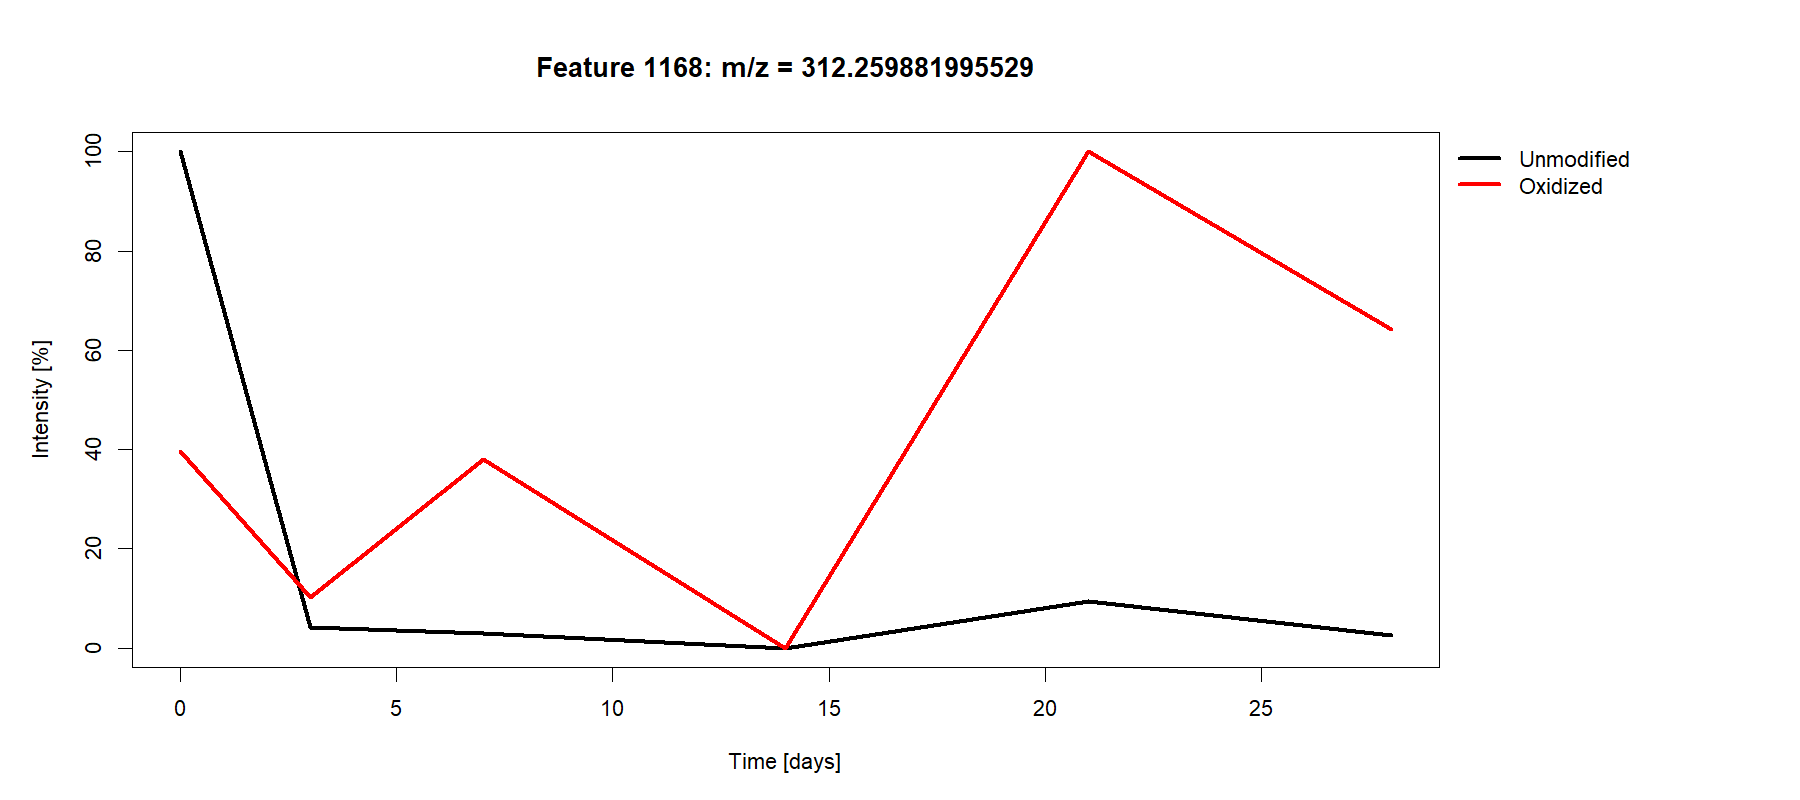 Feature 1168: m/z = 312.259881995529
Unmodified
Oxidized
Intensity [%]
100
80
60
40
20
0
0 5 10 15 20 25
Time [days]